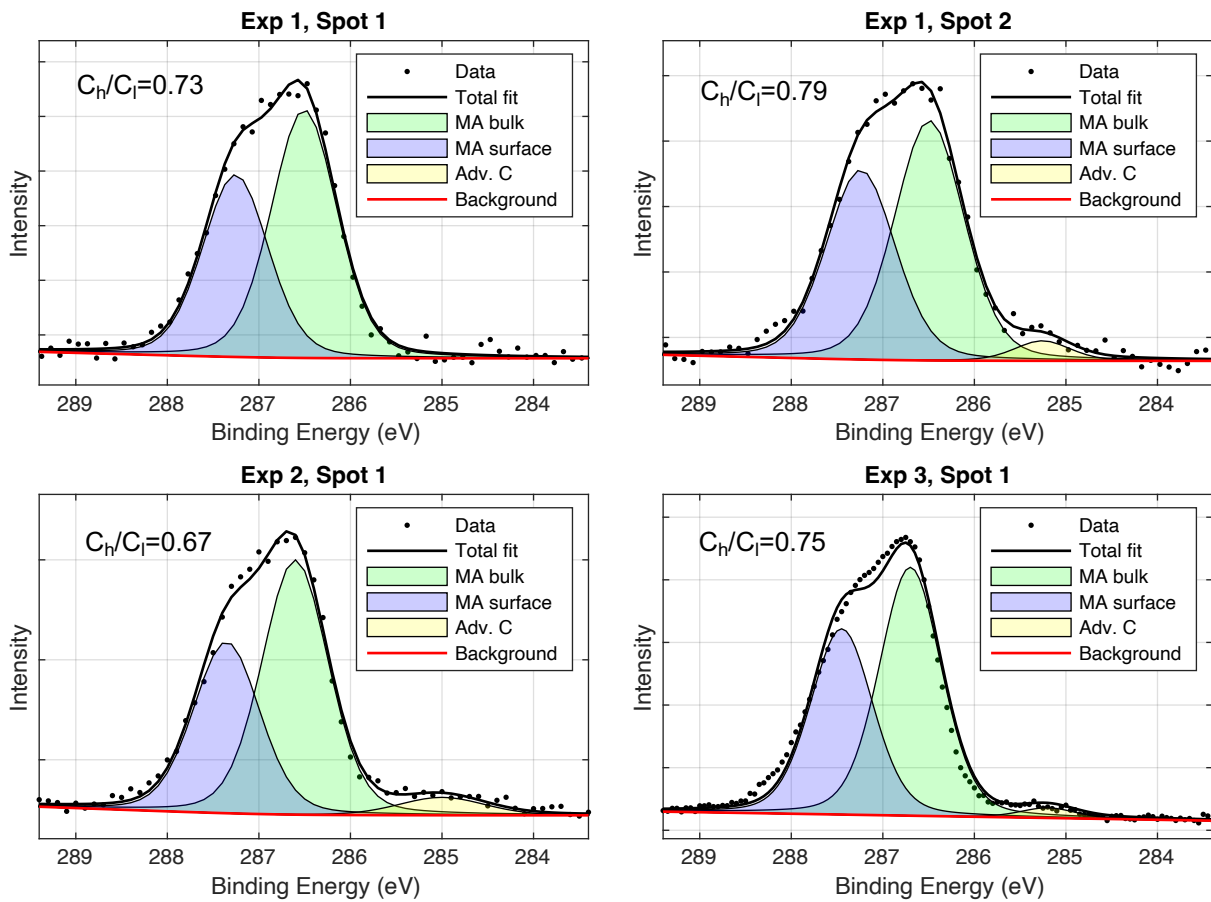 Exp 1, Spot 1
C_h/C_l=0.73
Data
Total fit
MA bulk
MA surface
Adv. C
Background
Intensity
289 288 287 286 285 284
Binding Energy (eV)
Exp 1, Spot 2
C_h/C_l=0.79
Data
Total fit
MA bulk
MA surface
Adv. C
Background
Intensity
289 288 287 286 285 284
Binding Energy (eV)
Exp 2, Spot 1
C_h/C_l=0.67
Data
Total fit
MA bulk
MA surface
Adv. C
Background
Intensity
289 288 287 286 285 284
Binding Energy (eV)
Exp 3, Spot 1
C_h/C_l=0.75
Data
Total fit
MA bulk
MA surface
Adv. C
Background
Intensity
289 288 287 286 285 284
Binding Energy (eV)